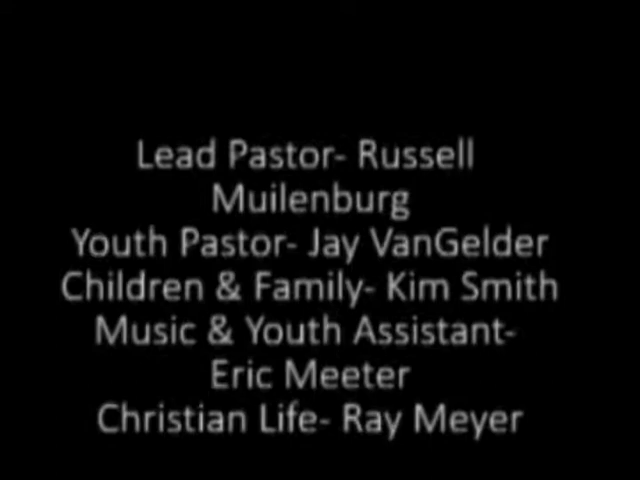 Lead Pastor- Russell
Muilenburg
Youth Pastor- Jay VanGelder
Children & Family- Kim Smith
Music & Youth Assistant-
Eric Meeter
Christian Life- Ray Meyer